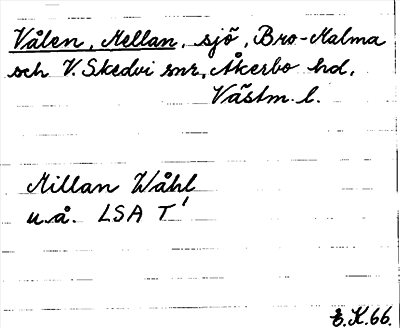 Vålen, Mellan, sjö, Bro-Malma
och V. Skedvi snr, Åkerbo hd,
Västm. l.
Millan Wåhl
u.å. LSA T'
E.K.66.